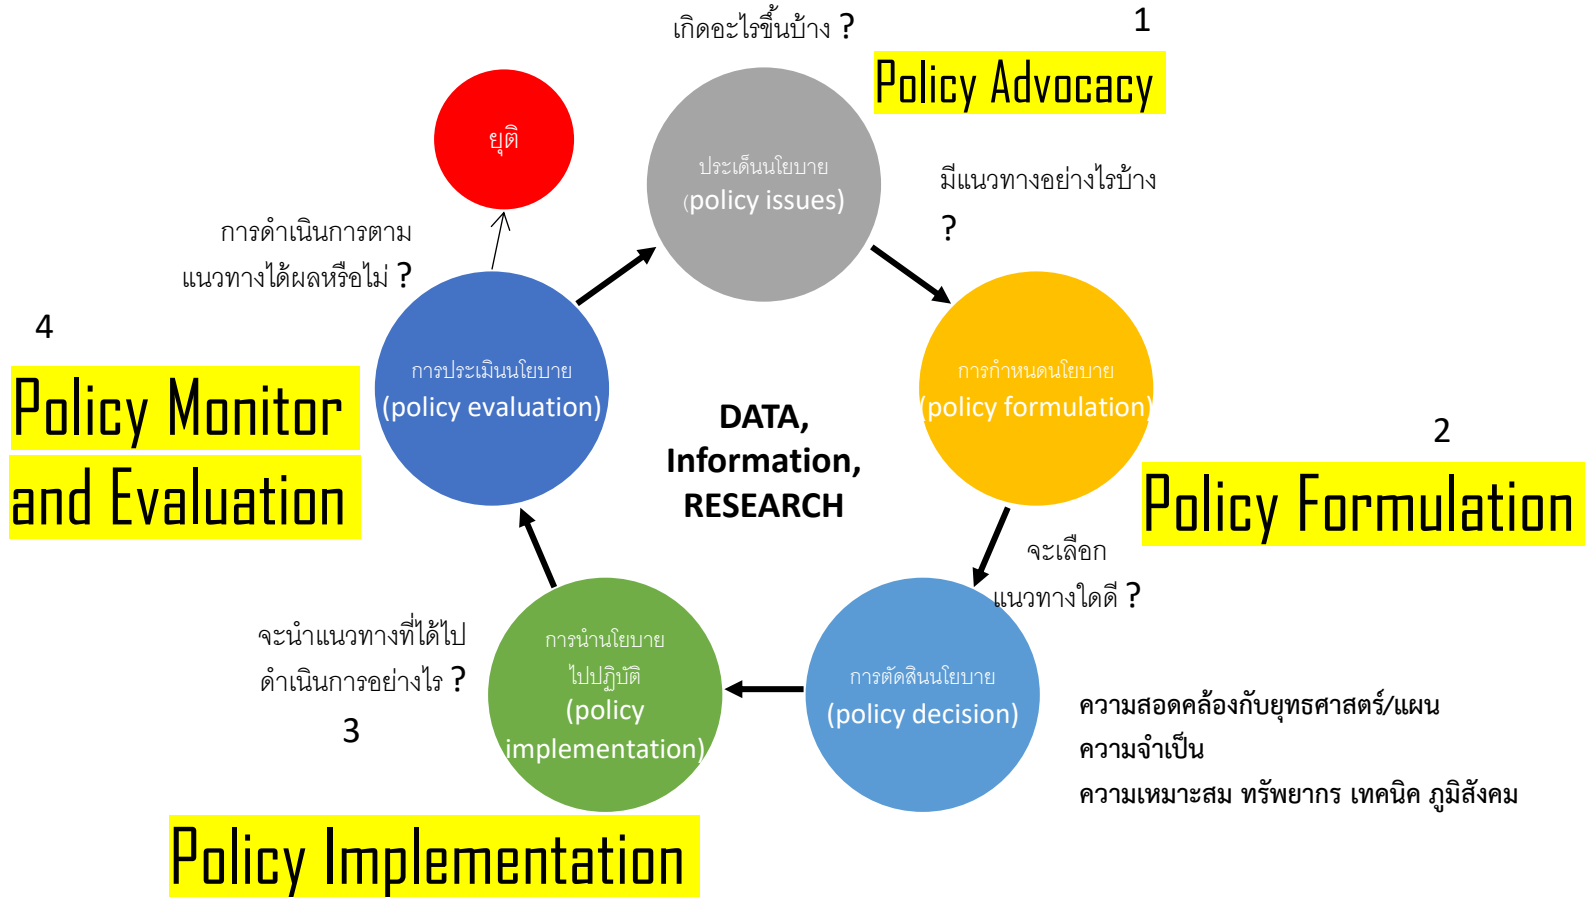 เกิดอะไรขึ้นบ้าง ?
1
Policy Advocacy
ยุติ
ประเด็นนโยบาย
(policy issues)
มีแนวทางอย่างไรบ้าง
?
การดำเนินการตาม
แนวทางได้ผลหรือไม่ ?
4
Policy Monitor
and Evaluation
การประเมินนโยบาย
(policy evaluation)
DATA,
Information,
RESEARCH
การกำหนดนโยบาย
(policy formulation)
2
Policy Formulation
จะเลือก
แนวทางใดดี ?
จะนำแนวทางที่ได้ไป
ดำเนินการอย่างไร ?
3
การนำนโยบาย
ไปปฏิบัติ
(policy
implementation)
การตัดสินนโยบาย
(policy decision)
ความสอดคล้องกับยุทธศาสตร์/แผน
ความจำเป็น
ความเหมาะสม ทรัพยากร เทคนิค ภูมิสังคม
Policy Implementation